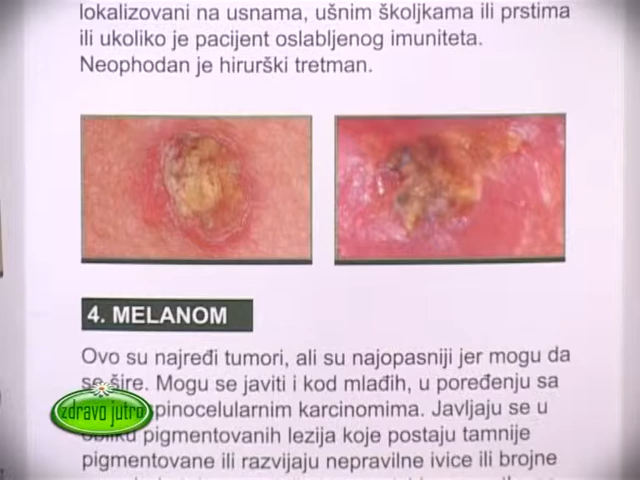 lokalizovani na usnama, ušnim školjkama ili prstima
ili ukoliko je pacijent oslabljenog imuniteta.
Neophodan je hirurški tretman.
4. MELANOM
Ovo su najređi tumori, ali su najopasniji jer mogu da
se šire. Mogu se javiti i kod mlađih, u poređenju sa
zdravo jutro
spinocelularnim karcinomima. Javljaju se u
obliku pigmentovanih lezija koje postaju tamnije
pigmentovane ili razvijaju nepravilne ivice ili brojne